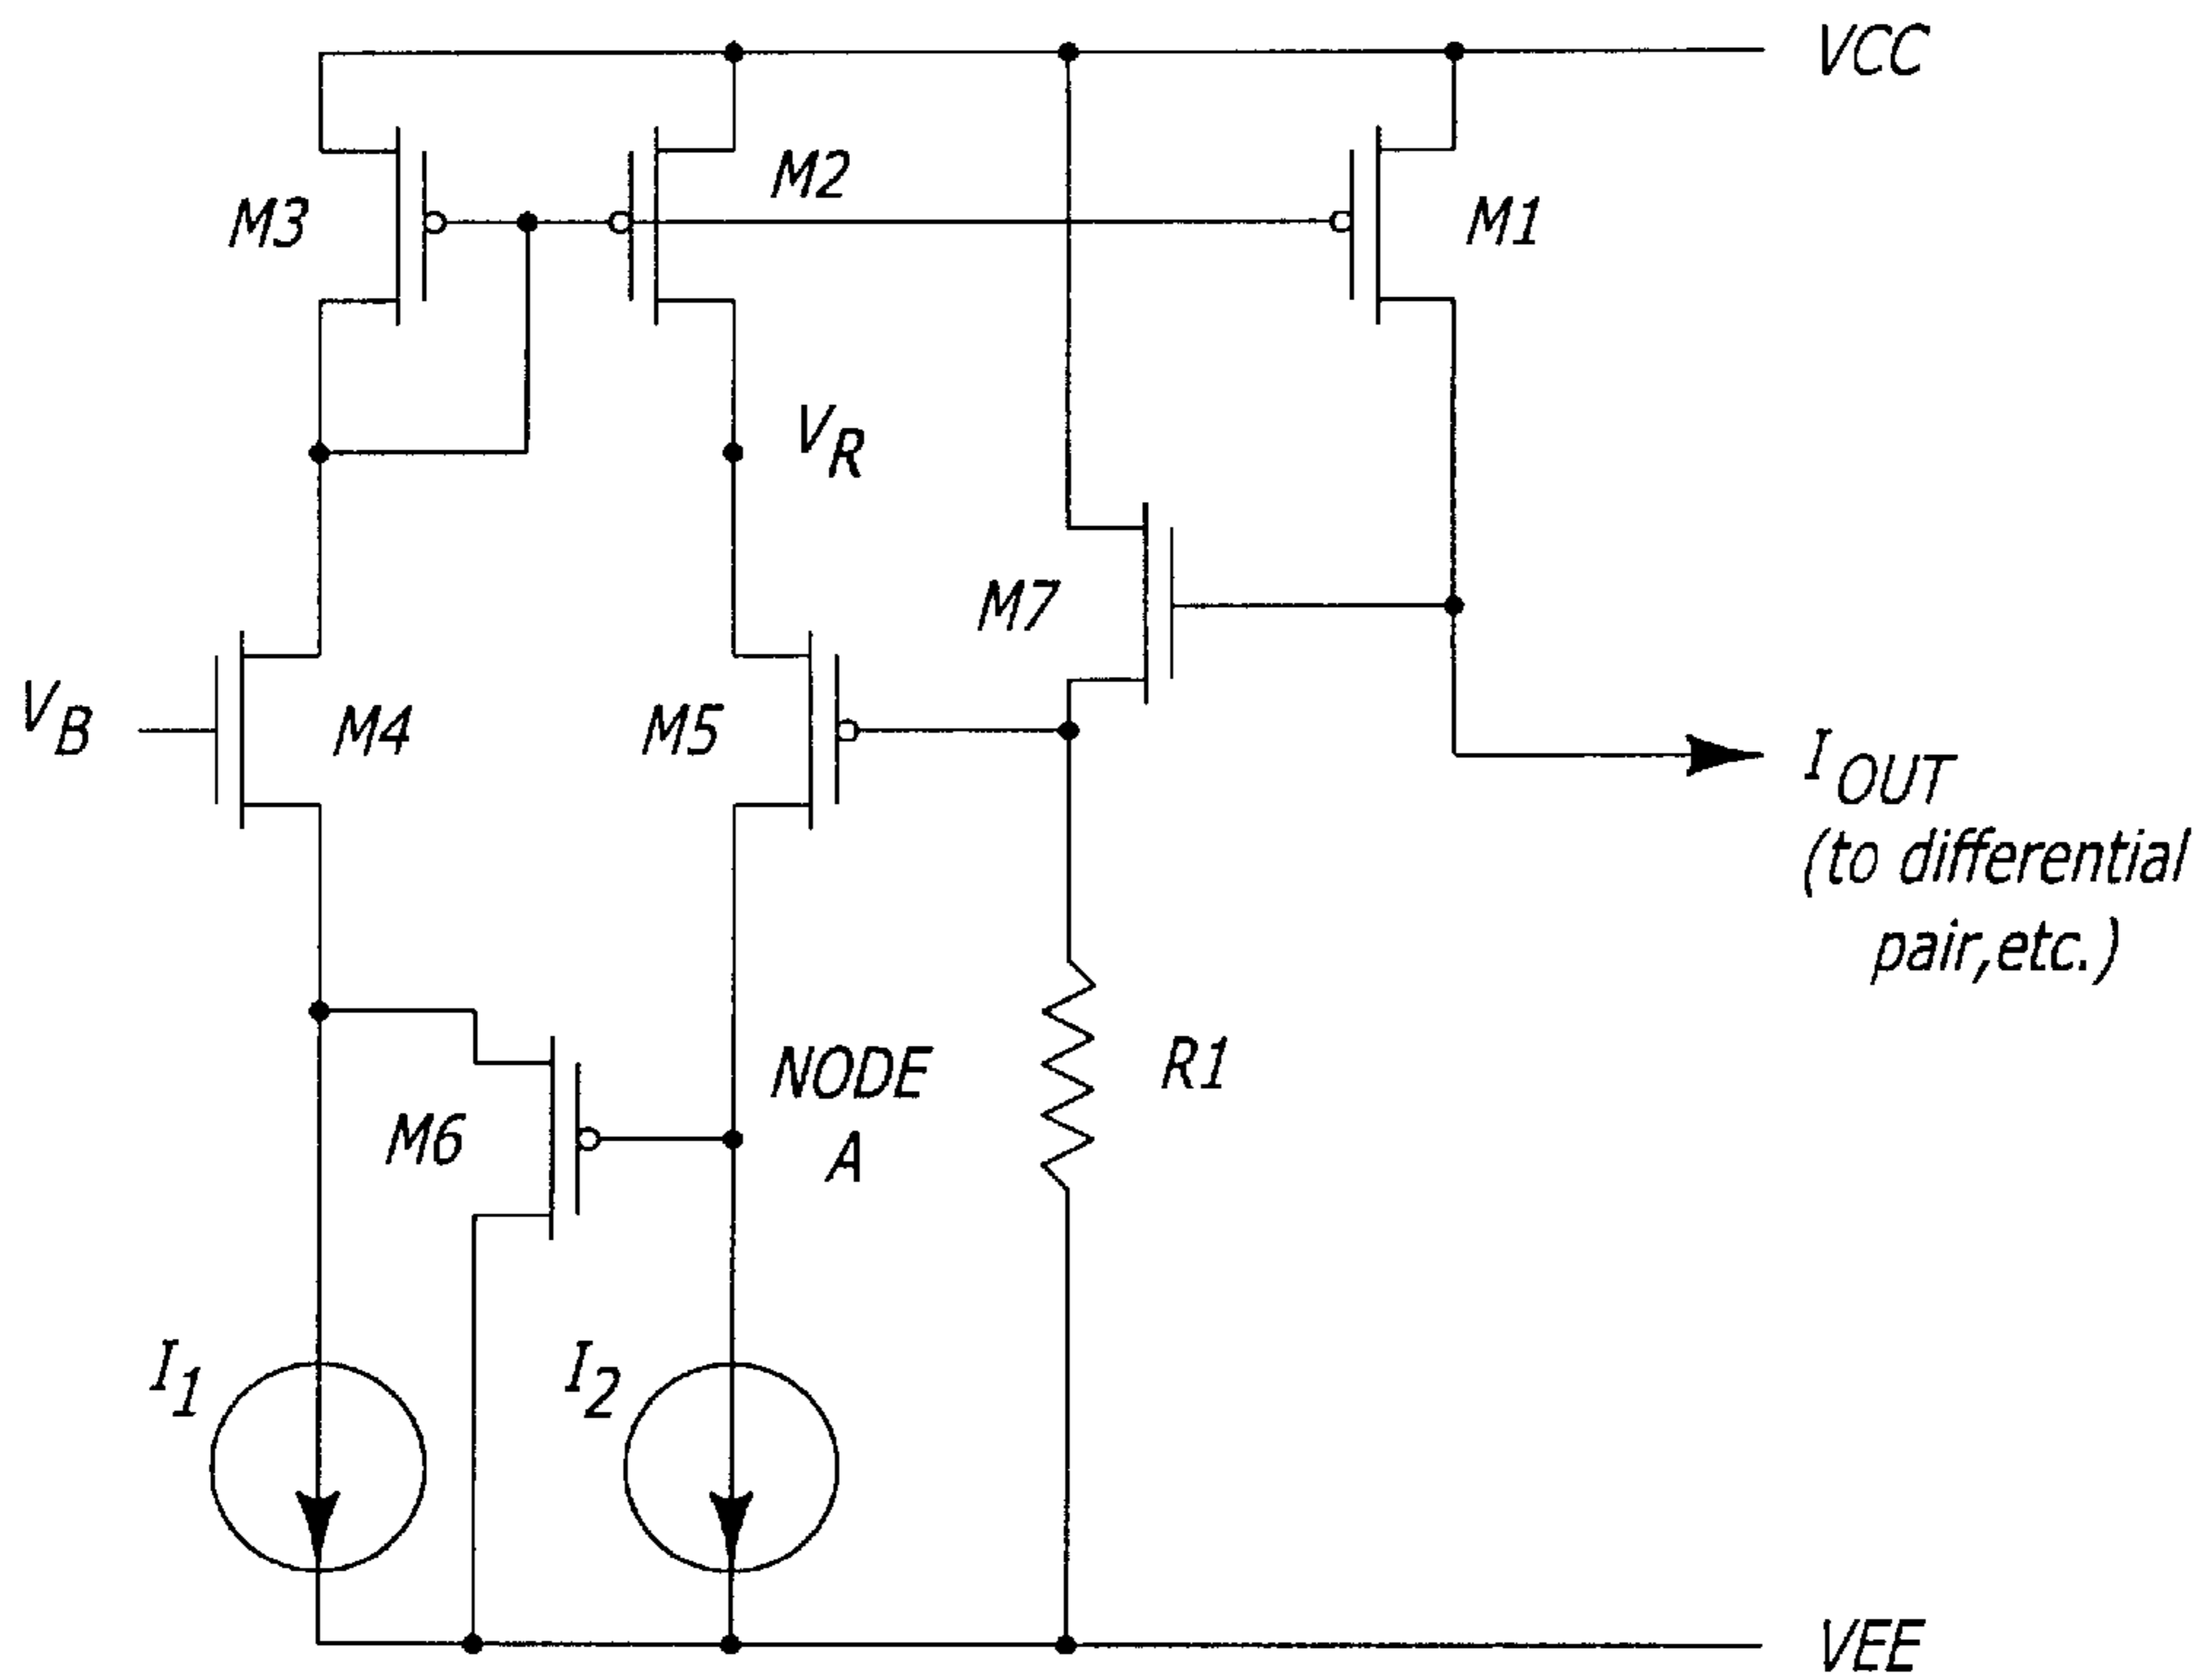 VCC
M3
M2
M1
VR
M7
VB
M4
M5
IOUT
(to differential
pair,etc.)
M6
NODE
A
R1
I1
I2
VEE